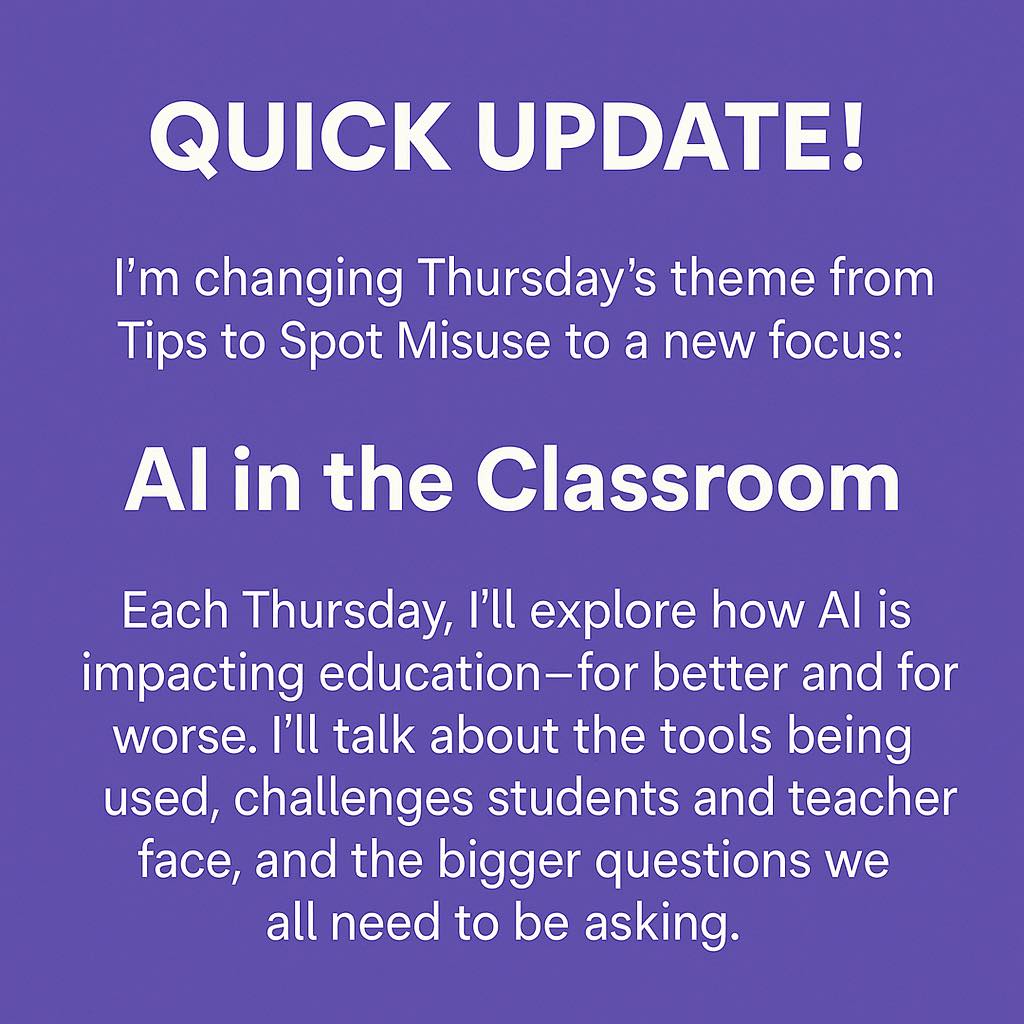 QUICK UPDATE!
I’m changing Thursday’s theme from
Tips to Spot Misuse to a new focus:
AI in the Classroom
Each Thursday, I’ll explore how AI is
impacting education—for better and for
worse. I’ll talk about the tools being
used, challenges students and teacher
face, and the bigger questions we
all need to be asking.